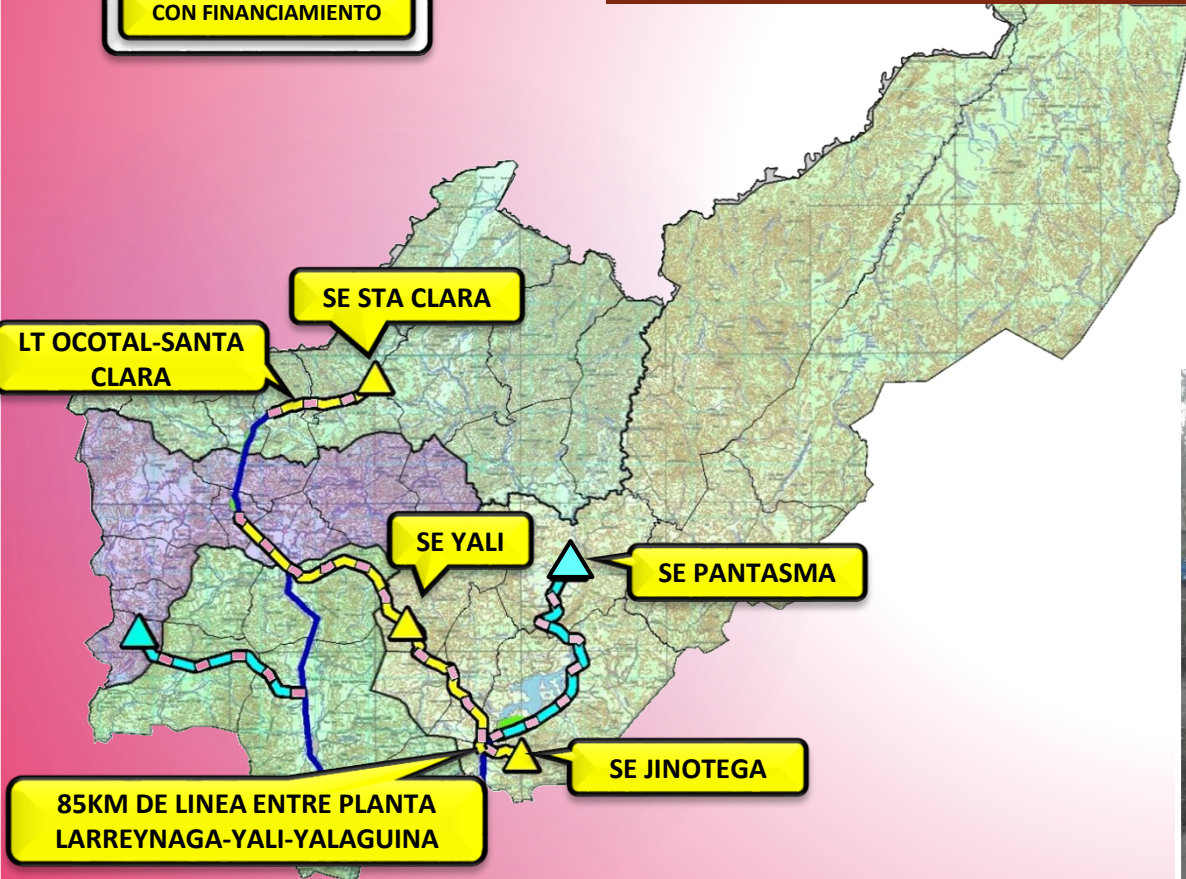 CON FINANCIAMIENTO
SE STA CLARA
LT OCOTAL-SANTA
CLARA
SE YALI
SE PANTASMA
SE JINOTEGA
85KM DE LINEA ENTRE PLANTA
LARREYNAGA-YALI-YALAGUINA